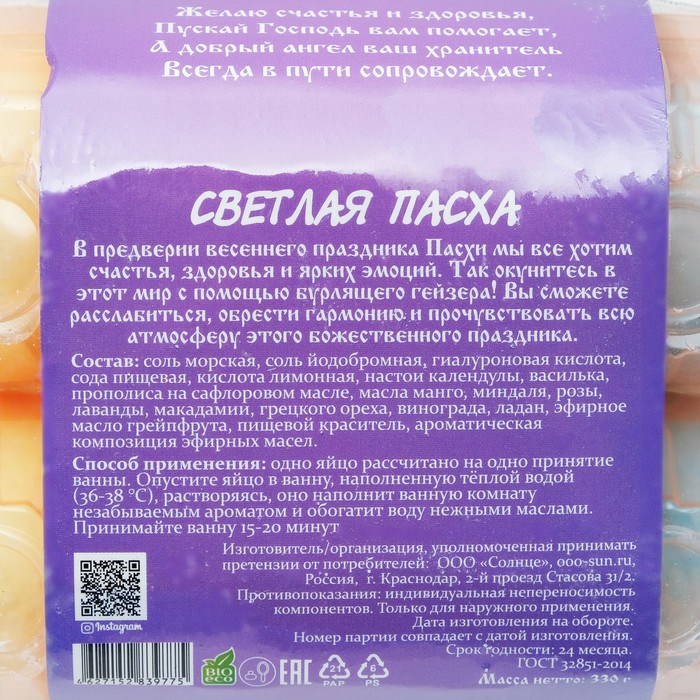 Желаю счастья и здоровья,
Пускай Господь вам помогает,
А добрый ангел ваш хранитель
Всегда в пути сопровождает.
СВЕТЛАЯ ПАСХА
В предверии весеннего праздника Пасхи мы все хотим
счастья, здоровья и ярких эмоций. Так окунитесь в
этот мир с помощью бурлящего гейзера! Вы сможете
расслабиться, обрести гармонию и прочувствовать всю
атмосферу этого божественного праздника.
Состав: соль морская, соль йодобромная, гиалуроновая кислота,
сода пищевая, кислота лимонная, настои календулы, василька,
прополиса на сафлоровом масле, масла манго, миндаля, розы,
лаванды, макадамии, грецкого ореха, винограда, ладан, эфирное
масло грейпфрута, пищевой краситель, ароматическая
композиция эфирных масел.
Способ применения: одно яйцо рассчитано на одно принятие
ванны. Опустите яйцо в ванну, наполненную тёплой водой
(36-38 °C), растворяясь, оно наполнит ванную комнату
незабываемым ароматом и обогатит воду нежными маслами.
Принимайте ванну 15-20 минут
Изготовитель/организация, уполномоченная принимать
претензии от потребителей: ООО «Солнце», ooo-sun.ru,
Россия, г. Краснодар, 2-й проезд Стасова 31/2.
Противопоказания: индивидуальная непереносимость
компонентов. Только для наружного применения.
Дата изготовления на обороте.
Номер партии совпадает с датой изготовления.
Срок годности: 24 месяца.
ГОСТ 32851-2014
Масса нетто: 330 г
Instagram
4627152839775
BIO
eco
EAC
21
PAP
6
PS